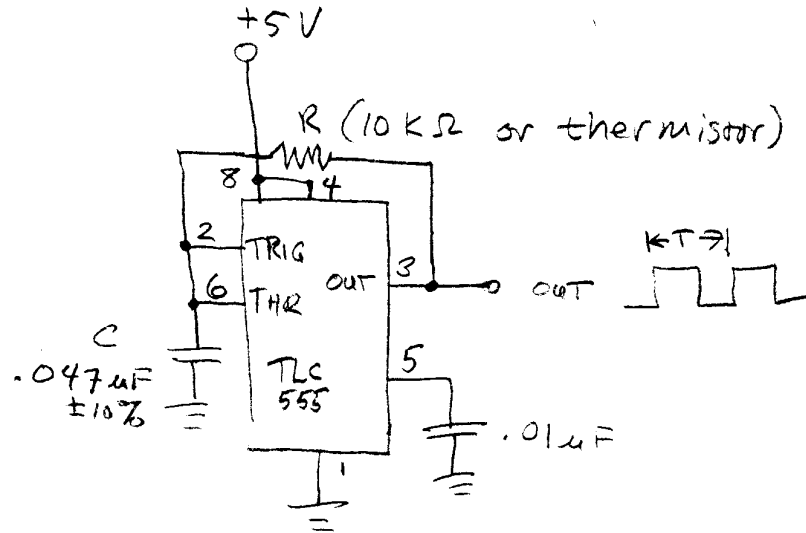 +5V
R (10KΩ or thermistor)
8
4
2
TRIG
6
THR
OUT
3
OUT
T
C
.047uF
±10%
TLC
555
5
.01uF
1